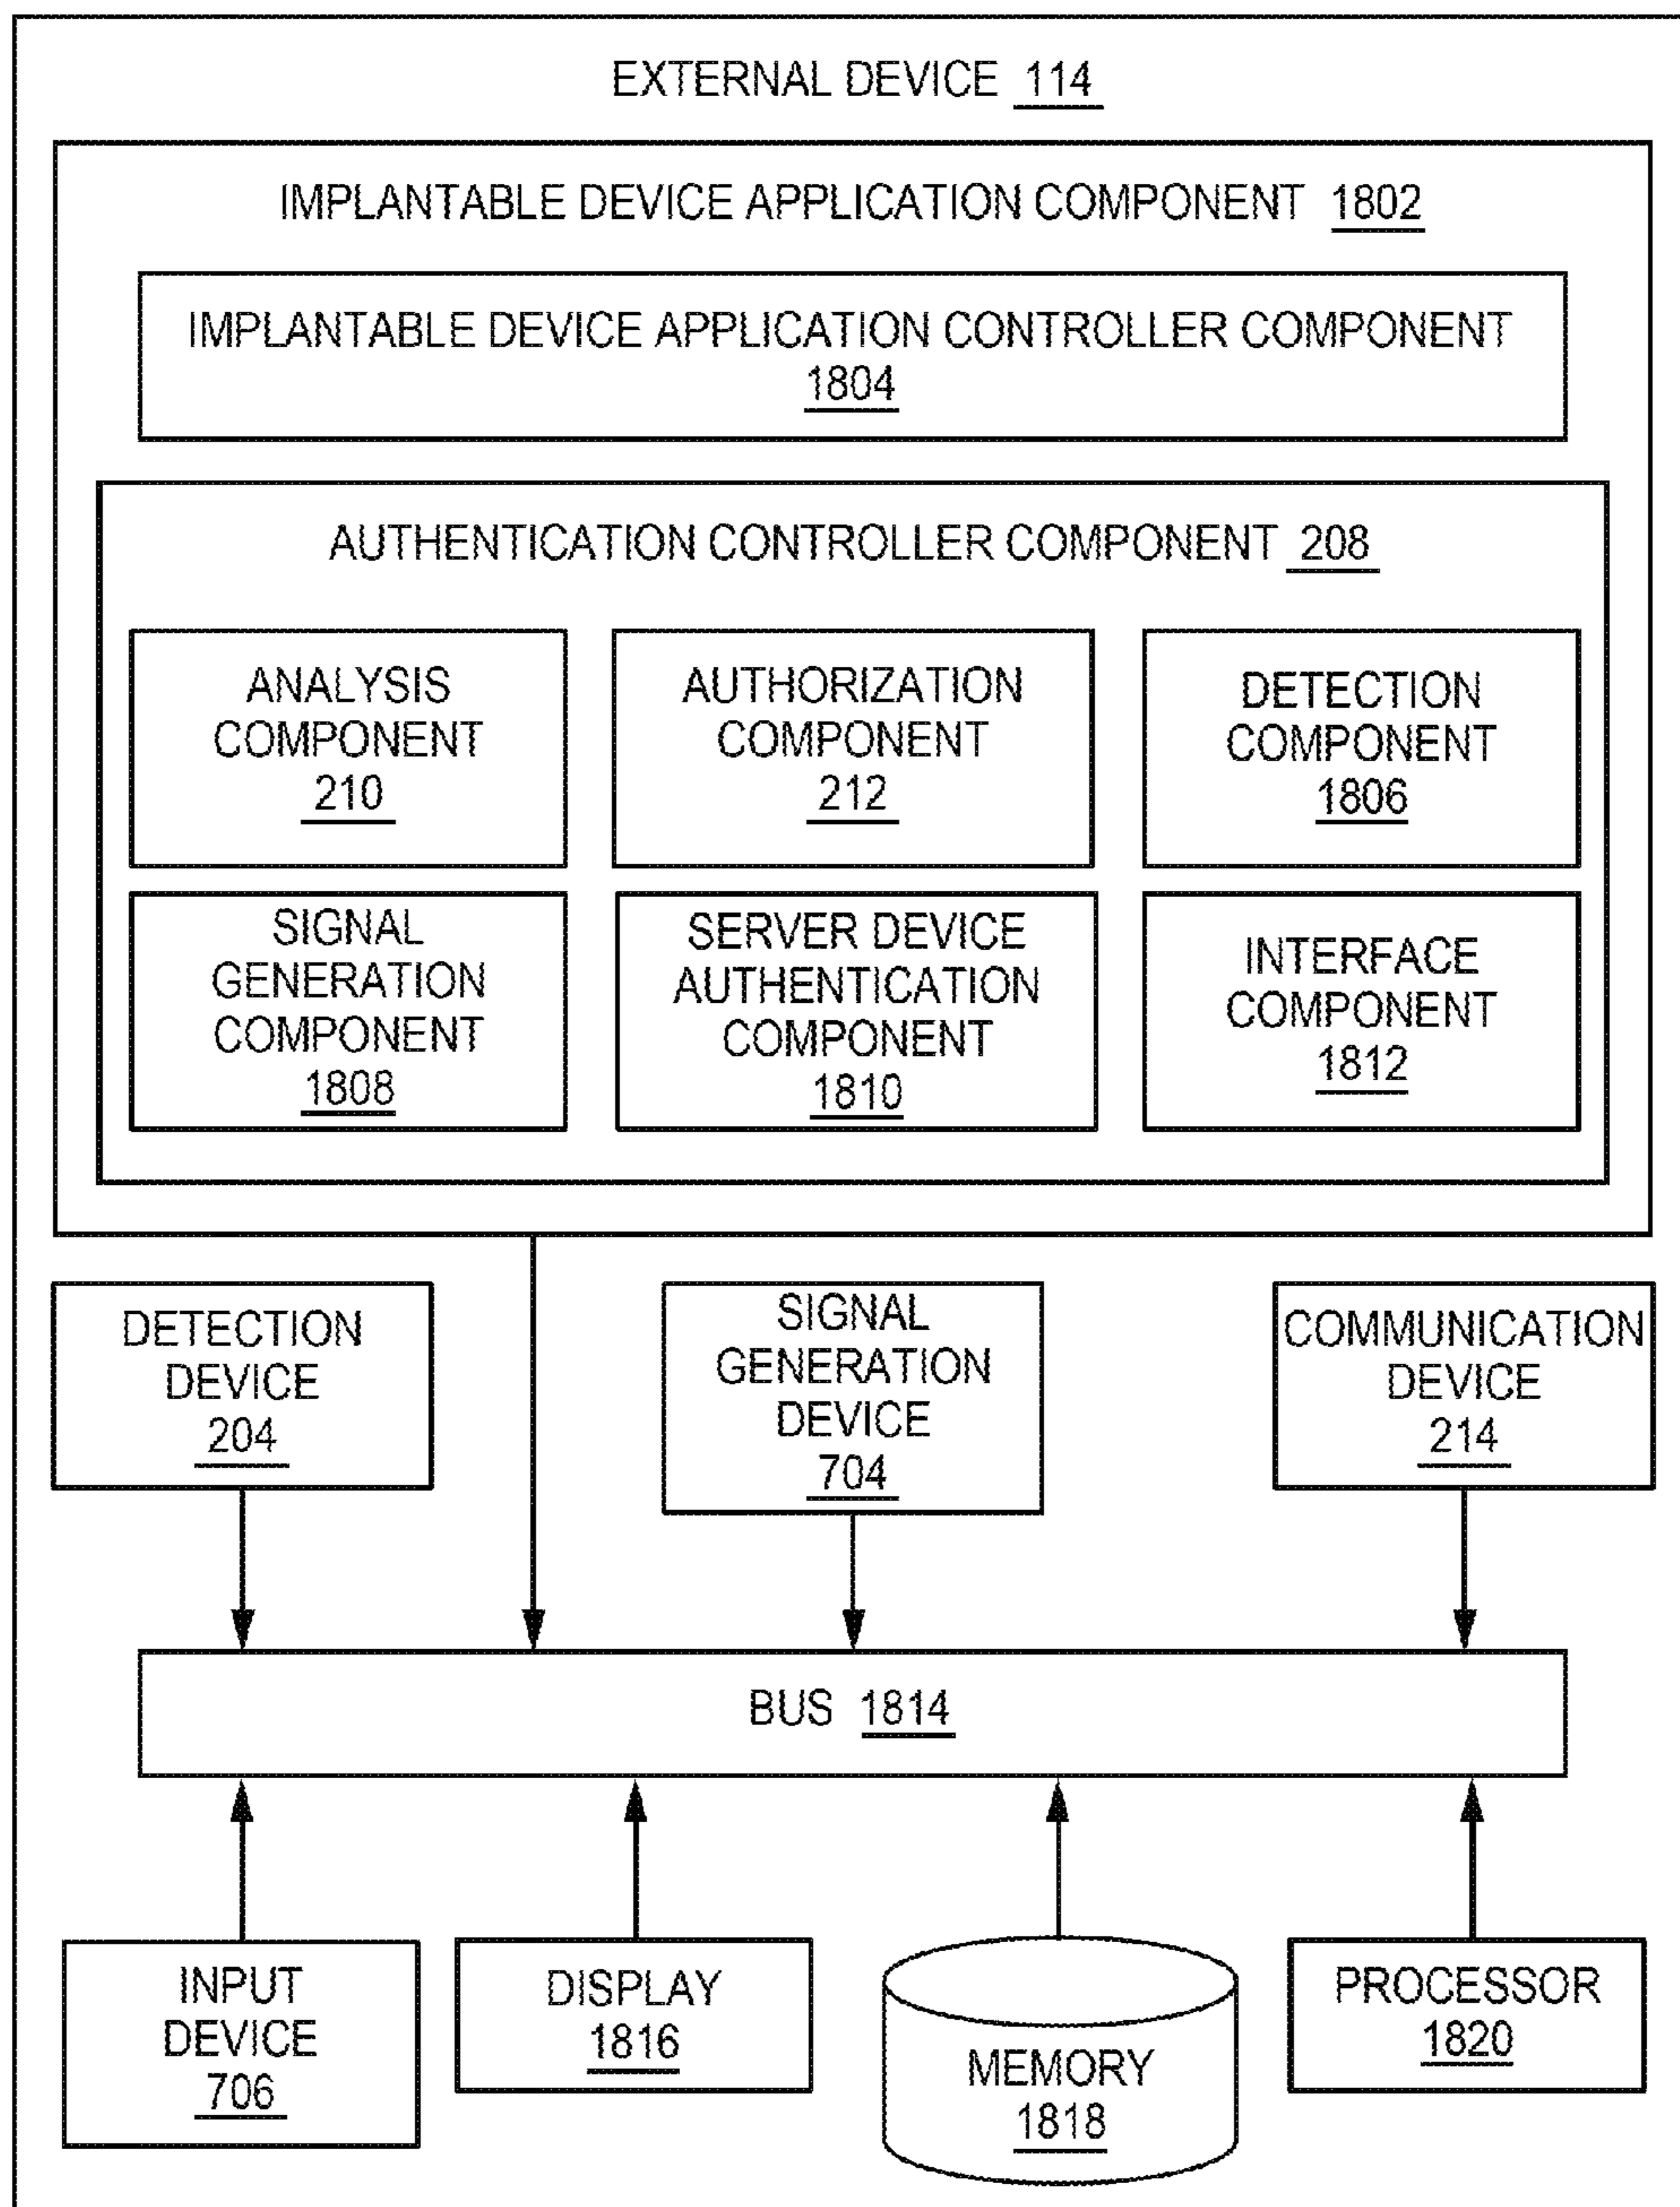 EXTERNAL DEVICE 114
IMPLANTABLE DEVICE APPLICATION COMPONENT 1802
IMPLANTABLE DEVICE APPLICATION CONTROLLER COMPONENT
1804
AUTHENTICATION CONTROLLER COMPONENT 208
ANALYSIS
COMPONENT
210
AUTHORIZATION
COMPONENT
212
DETECTION
COMPONENT
1806
SIGNAL
GENERATION
COMPONENT
1808
SERVER DEVICE
AUTHENTICATION
COMPONENT
1810
INTERFACE
COMPONENT
1812
DETECTION
DEVICE
204
SIGNAL
GENERATION
DEVICE
704
COMMUNICATION
DEVICE
214
BUS 1814
INPUT
DEVICE
706
DISPLAY
1816
MEMORY
1818
PROCESSOR
1820